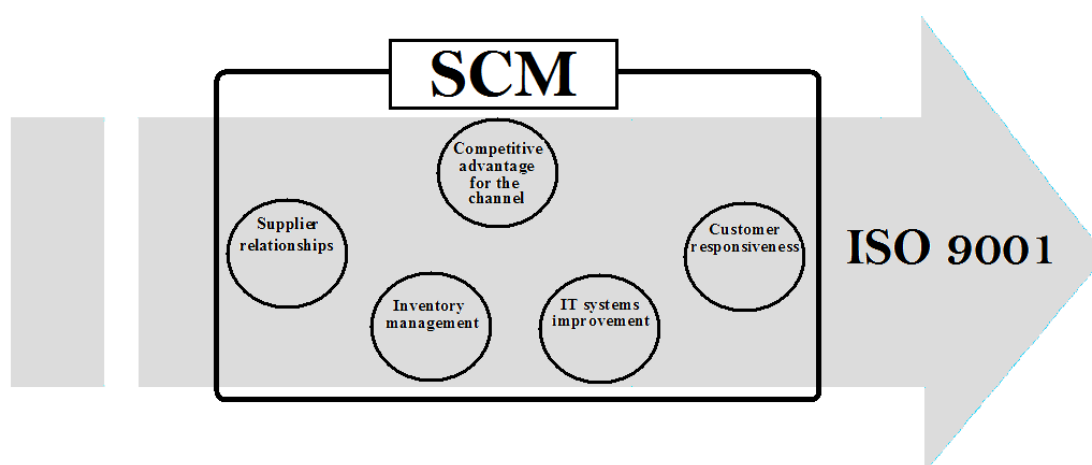 SCM
Competitive
advantage
for the
channel
Supplier
relationships
Customer
responsiveness
ISO 9001
Inventory
management
IT systems
improvement